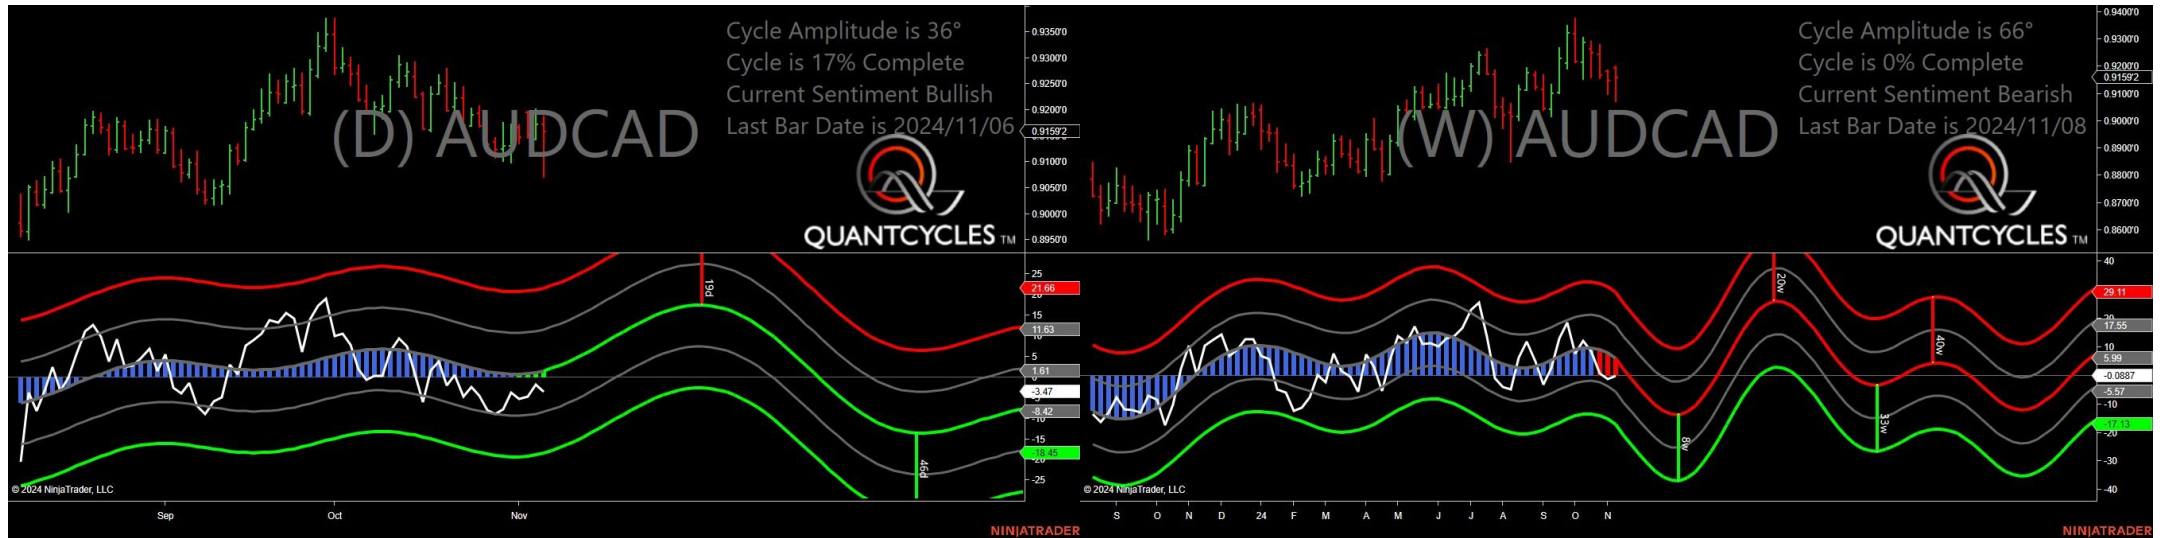 Cycle Amplitude is 36°
Cycle is 17% Complete
Current Sentiment Bullish
Last Bar Date is 2024/11/06
(D) AUDCAD
QUANTCYCLES TM
0.9350'0
0.9300'0
0.9250'0
0.9200'0
0.9159'2
0.9100'0
0.9050'0
0.9000'0
0.8950'0
19d
46d
25
21.66
20
15
11.63
5
1.61
0
-3.47
-5
-8.42
-10
-15
-18.45
-20
-25
© 2024 NinjaTrader, LLC
Sep
Oct
Nov
NINJATRADER
Cycle Amplitude is 66°
Cycle is 0% Complete
Current Sentiment Bearish
Last Bar Date is 2024/11/08
(W) AUDCAD
QUANTCYCLES TM
0.9400'0
0.9300'0
0.9200'0
0.9159'2
0.9100'0
0.9000'0
0.8900'0
0.8800'0
0.8700'0
0.8600'0
20w
40w
8w
33w
40
29.11
20
17.55
10
5.99
-0.0887
-5.57
-10
-17.13
-20
-30
-40
© 2024 NinjaTrader, LLC
S O N D 24 F M A M J J A S O N
NINJATRADER